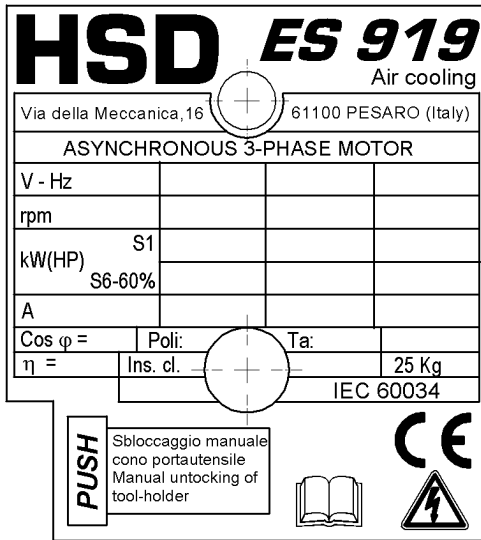 HSD ES 919
Air cooling
Via della Meccanica,16 61100 PESARO (Italy)
ASYNCHRONOUS 3-PHASE MOTOR
V - Hz
rpm
kW(HP) S1
S6-60%
A
Cos φ = Poli: Ta:
η = Ins. cl. 25 Kg
IEC 60034
CE
PUSH
Sbloccaggio manuale
cono portautensile
Manual untocking of
tool-holder